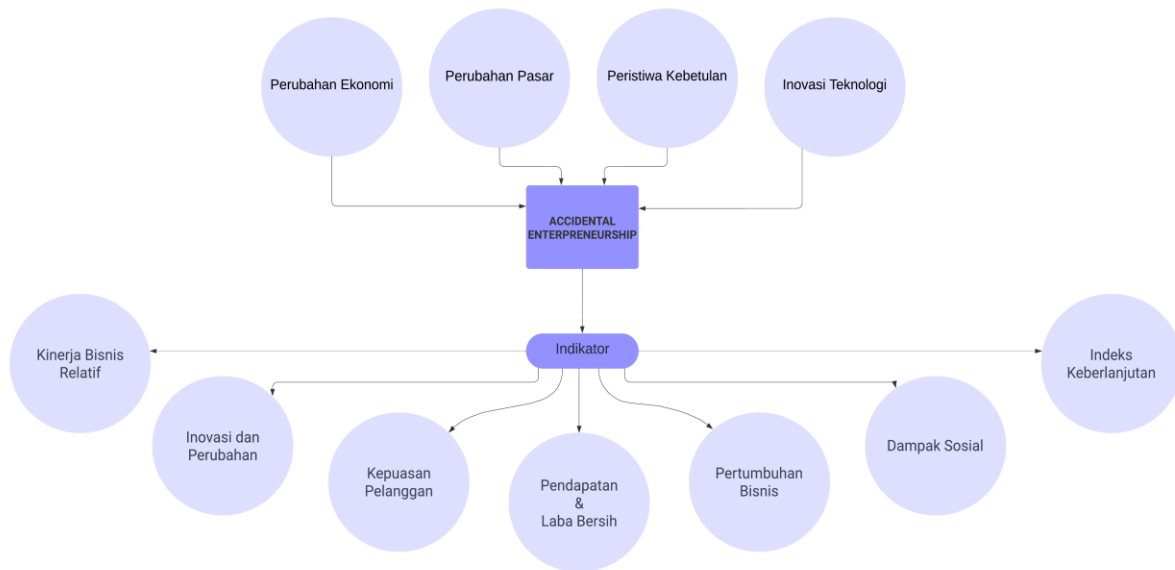 Perubahan Ekonomi
Perubahan Pasar
Peristiwa Kebetulan
Inovasi Teknologi
ACCIDENTAL
ENTERPRENEURSHIP
Indikator
Kinerja Bisnis
Relatif
Inovasi dan
Perubahan
Kepuasan
Pelanggan
Pendapatan
&
Laba Bersih
Pertumbuhan
Bisnis
Dampak Sosial
Indeks
Keberlanjutan